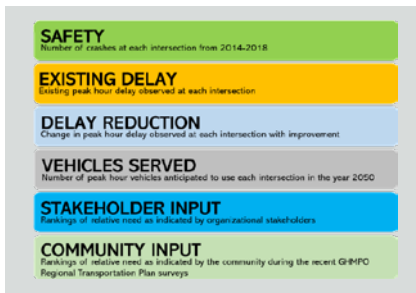 SAFETY
Number of crashes at each intersection from 2014-2018
EXISTING DELAY
Existing peak hour delay observed at each intersection
DELAY REDUCTION
Change in peak hour delay observed at each intersection with improvement
VEHICLES SERVED
Number of peak hour vehicles anticipated to use each intersection in the year 2050
STAKEHOLDER INPUT
Rankings of relative need as indicated by organizational stakeholders
COMMUNITY INPUT
Rankings of relative need as indicated by the community during the recent GHMPO
Regional Transportation Plan surveys